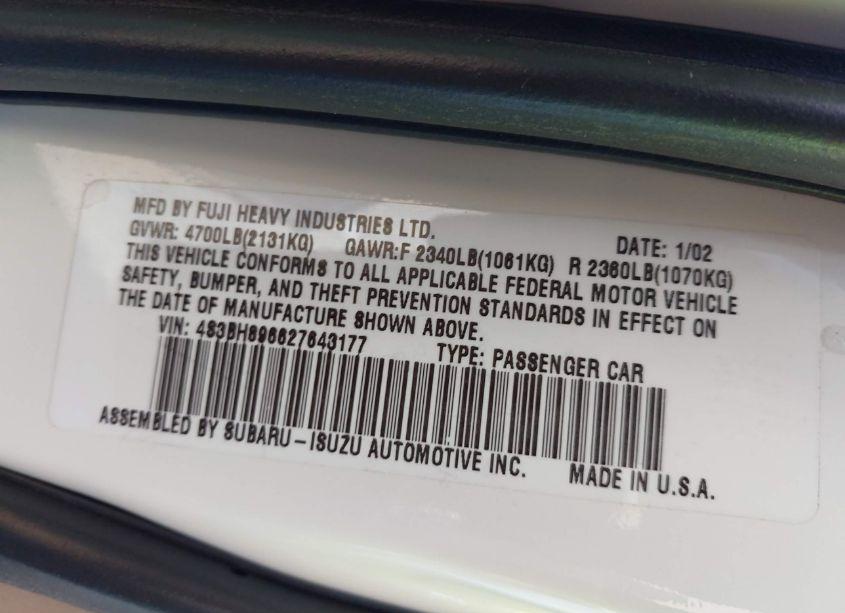 MFD BY FUJI HEAVY INDUSTRIES LTD. DATE: 1/02
GVWR: 4700LB(2131KG) GAWR:F 2340LB(1061KG) R 2360LB(1070KG)
THIS VEHICLE CONFORMS TO ALL APPLICABLE FEDERAL MOTOR VEHICLE
SAFETY, BUMPER, AND THEFT PREVENTION STANDARDS IN EFFECT ON
THE DATE OF MANUFACTURE SHOWN ABOVE.
VIN: 4S3BH896627643177 TYPE: PASSENGER CAR
ASSEMBLED BY SUBARU-ISUZU AUTOMOTIVE INC. MADE IN U.S.A.